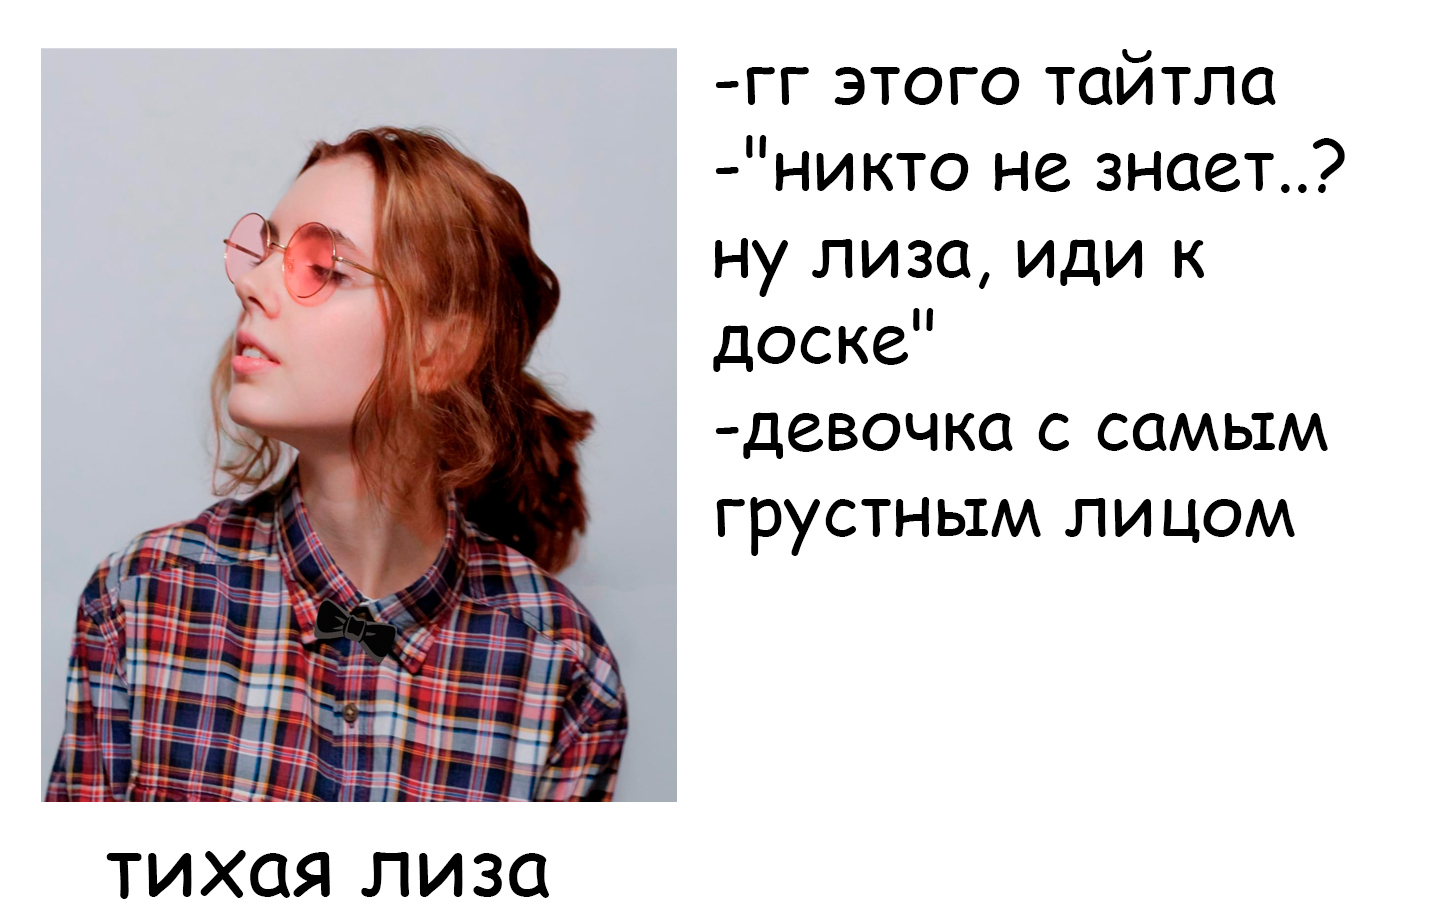 -гг этого тайтла
-"никто не знает..?
ну лиза, иди к
доске"
-девочка с самым
грустным лицом
тихая лиза